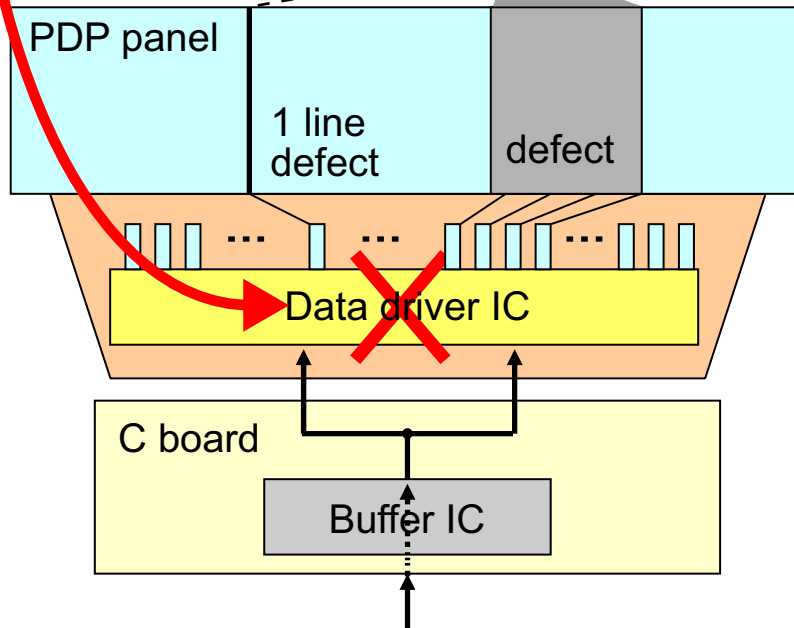 PDP panel
1 line
defect
defect
...
...
...
Data driver IC
C board
Buffer IC